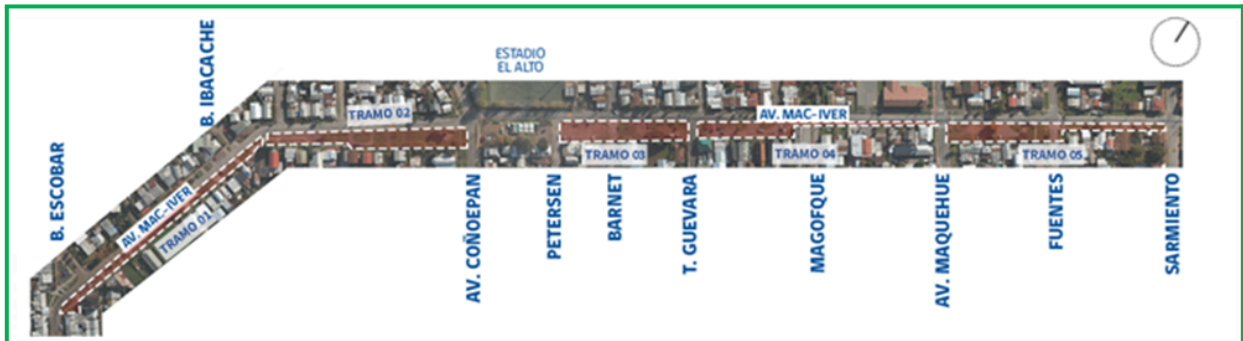 B. ESCOBAR
B. IBACACHE
ESTADIO
EL ALTO
TRAMO 02
AV. MAC-IVER
TRAMO 01
AV. MAC-IVER
TRAMO 03
TRAMO 04
TRAMO 05
AV. COÑOEPAN
PETERSEN
BARNET
T. GUEVARA
MAGOFQUE
AV. MAQUEHUE
FUENTES
SARMIENTO